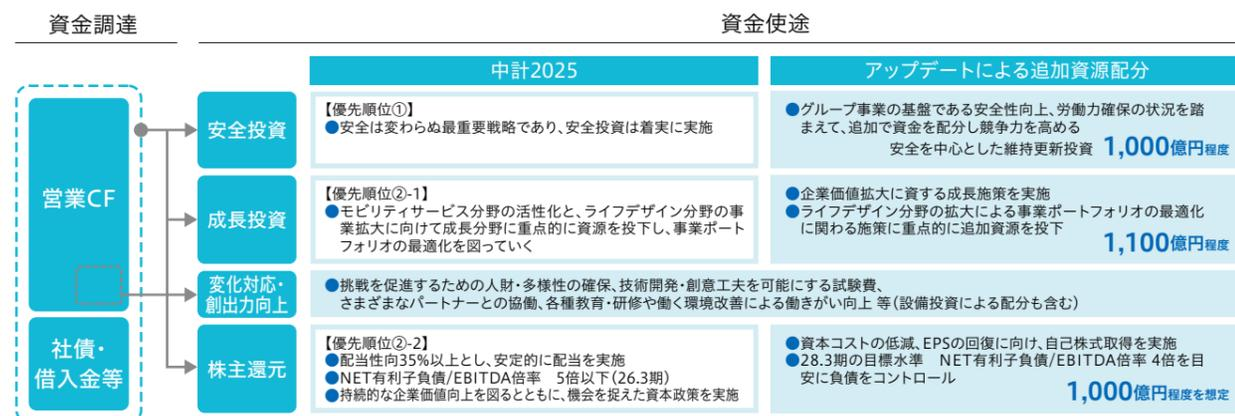 資金調達
資金使途
中計2025
アップデートによる追加資源配分
営業CF
社債・
借入金等
安全投資
【優先順位①】
●安全は変わらぬ最重要戦略であり、安全投資は着実に実施
●グループ事業の基盤である安全性向上、労働力確保の状況を踏
まえて、追加で資金を配分し競争力を高める
安全を中心とした維持更新投資 1,000億円程度
成長投資
【優先順位②-1】
●モビリティサービス分野の活性化と、ライフデザイン分野の事
業拡大に向けて成長分野に重点的に資源を投下し、事業ポート
フォリオの最適化を図っていく
●企業価値拡大に資する成長施策を実施
●ライフデザイン分野の拡大による事業ポートフォリオの最適化
に関わる施策に重点的に追加資源を投下
1,100億円程度
変化対応・
創出力向上
●挑戦を促進するための人財・多様性の確保、技術開発・創意工夫を可能にする試験費、
さまざまなパートナーとの協働、各種教育・研修や働く環境改善による働きがい向上 等（設備投資による配分も含む）
株主還元
【優先順位②-2】
●配当性向35%以上とし、安定的に配当を実施
●NET有利子負債/EBITDA倍率　5倍以下（26.3期）
●持続的な企業価値向上を図るとともに、機会を捉えた資本政策を実施
●資本コストの低減、EPSの回復に向け、自己株式取得を実施
●28.3期の目標水準　NET有利子負債/EBITDA倍率 4倍を目
安に負債をコントロール
1,000億円程度を想定